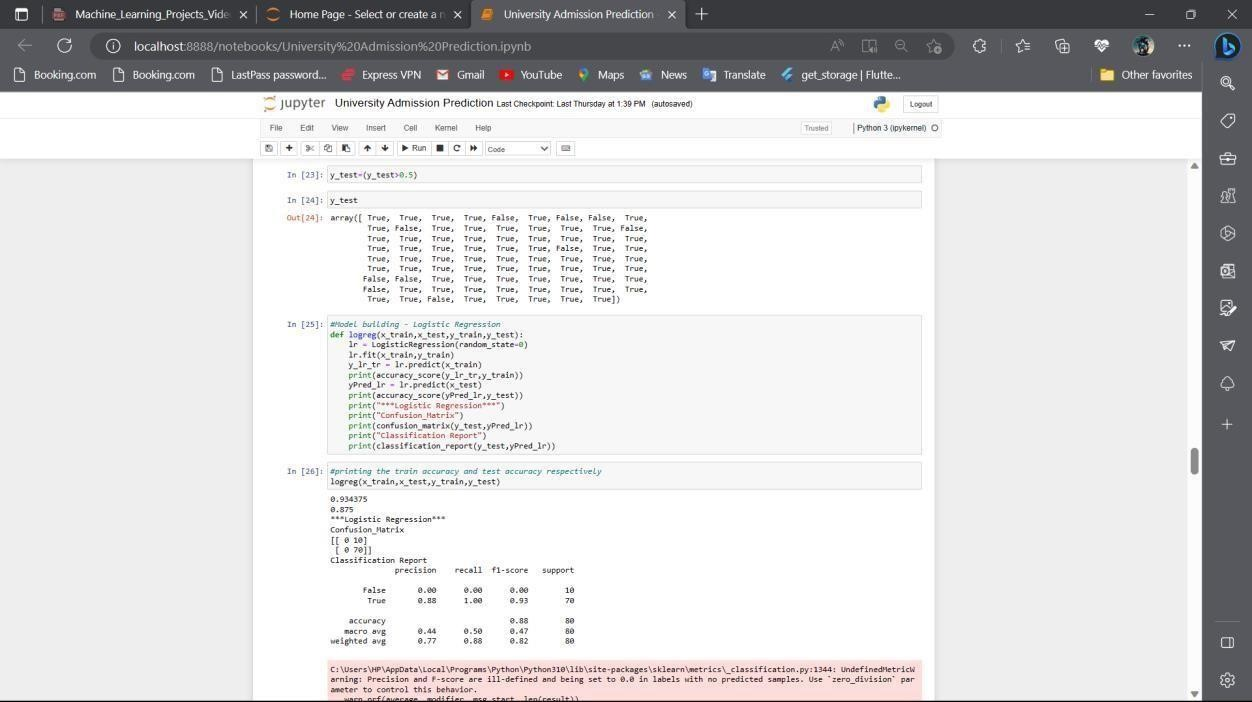 Machine_Learning_Projects_Vide
Home Page - Select or create a n
University Admission Prediction
localhost:8888/notebooks/University%20Admission%20Prediction.ipynb
Booking.com
Booking.com
LastPass password...
Express VPN
Gmail
YouTube
Maps
News
Translate
get_storage | Flutte...
Other favorites
jupyter University Admission Prediction Last Checkpoint: Last Thursday at 1:39 PM (autosaved)
Logout
File Edit View Insert Cell Kernel Help
Trusted
Python 3 (ipykernel)
Run
Code
In [23]: y_test=(y_test>0.5)
In [24]: y_test
Out[24]: array([ True, True, True, True, False, True, False, False, True,
True, False, True, True, True, True, True, True, False,
True, True, True, True, True, True, True, True, True,
True, True, True, True, True, True, False, True, True,
True, True, True, True, True, True, True, True, True,
True, True, True, True, True, True, True, True, True,
False, False, True, True, True, True, True, True, True,
False, True, True, True, True, True, True, True, True,
True, True, False, True, True, True, True, True])
In [25]: #Model building - Logistic Regression
def logreg(x_train,x_test,y_train,y_test):
lr = LogisticRegression(random_state=0)
lr.fit(x_train,y_train)
y_lr_tr = lr.predict(x_train)
print(accuracy_score(y_lr_tr,y_train))
yPred_lr = lr.predict(x_test)
print(accuracy_score(yPred_lr,y_test))
print("***Logistic Regression***")
print("Confusion_Matrix")
print(confusion_matrix(y_test,yPred_lr))
print("Classification Report")
print(classification_report(y_test,yPred_lr))
In [26]: #printing the train accuracy and test accuracy respectively
logreg(x_train,x_test,y_train,y_test)
0.934375
0.875
***Logistic Regression***
Confusion_Matrix
[[ 0 10]
[ 0 70]]
Classification Report
precision recall f1-score support
False 0.00 0.00 0.00 10
True 0.88 1.00 0.93 70
accuracy 0.88 80
macro avg 0.44 0.50 0.47 80
weighted avg 0.77 0.88 0.82 80
C:\Users\HP\AppData\Local\Programs\Python\Python310\lib\site-packages\sklearn\metrics\_classification.py:1344: UndefinedMetricW
arning: Precision and F-score are ill-defined and being set to 0.0 in labels with no predicted samples. Use `zero_division` par
ameter to control this behavior.
_warn_prf(average, modifier, msg_start, len(result))